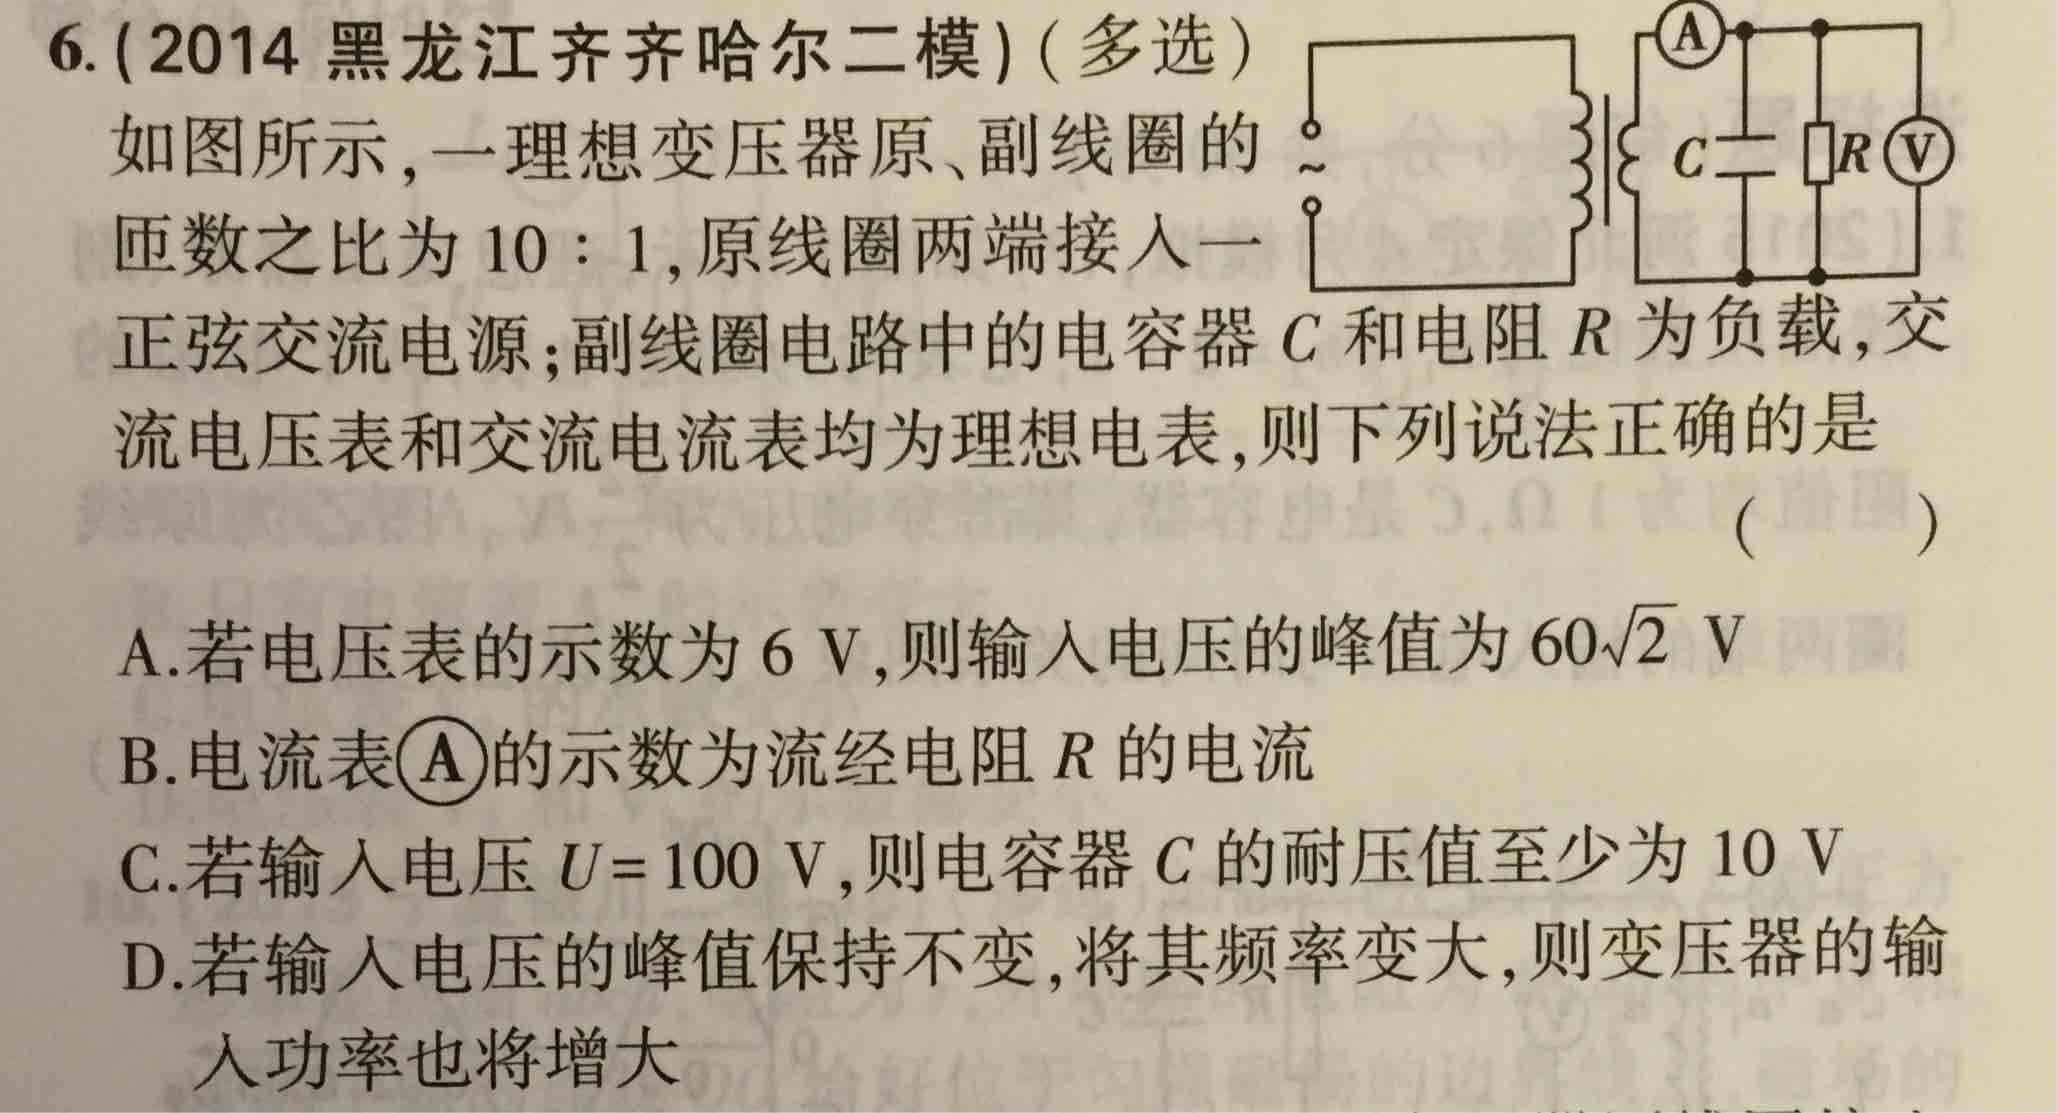 6.(2014 黑龙江齐齐哈尔二模)(多选)
如图所示,一理想变压器原、副线圈的
匝数之比为 10∶1,原线圈两端接入一
正弦交流电源;副线圈电路中的电容器 C 和电阻 R 为负载,交
流电压表和交流电流表均为理想电表,则下列说法正确的是
(    )
A
~
C
R
V
A.若电压表的示数为 6 V,则输入电压的峰值为 60√2 V
B.电流表Ⓐ的示数为流经电阻 R 的电流
C.若输入电压 U=100 V,则电容器 C 的耐压值至少为 10 V
D.若输入电压的峰值保持不变,将其频率变大,则变压器的输
入功率也将增大